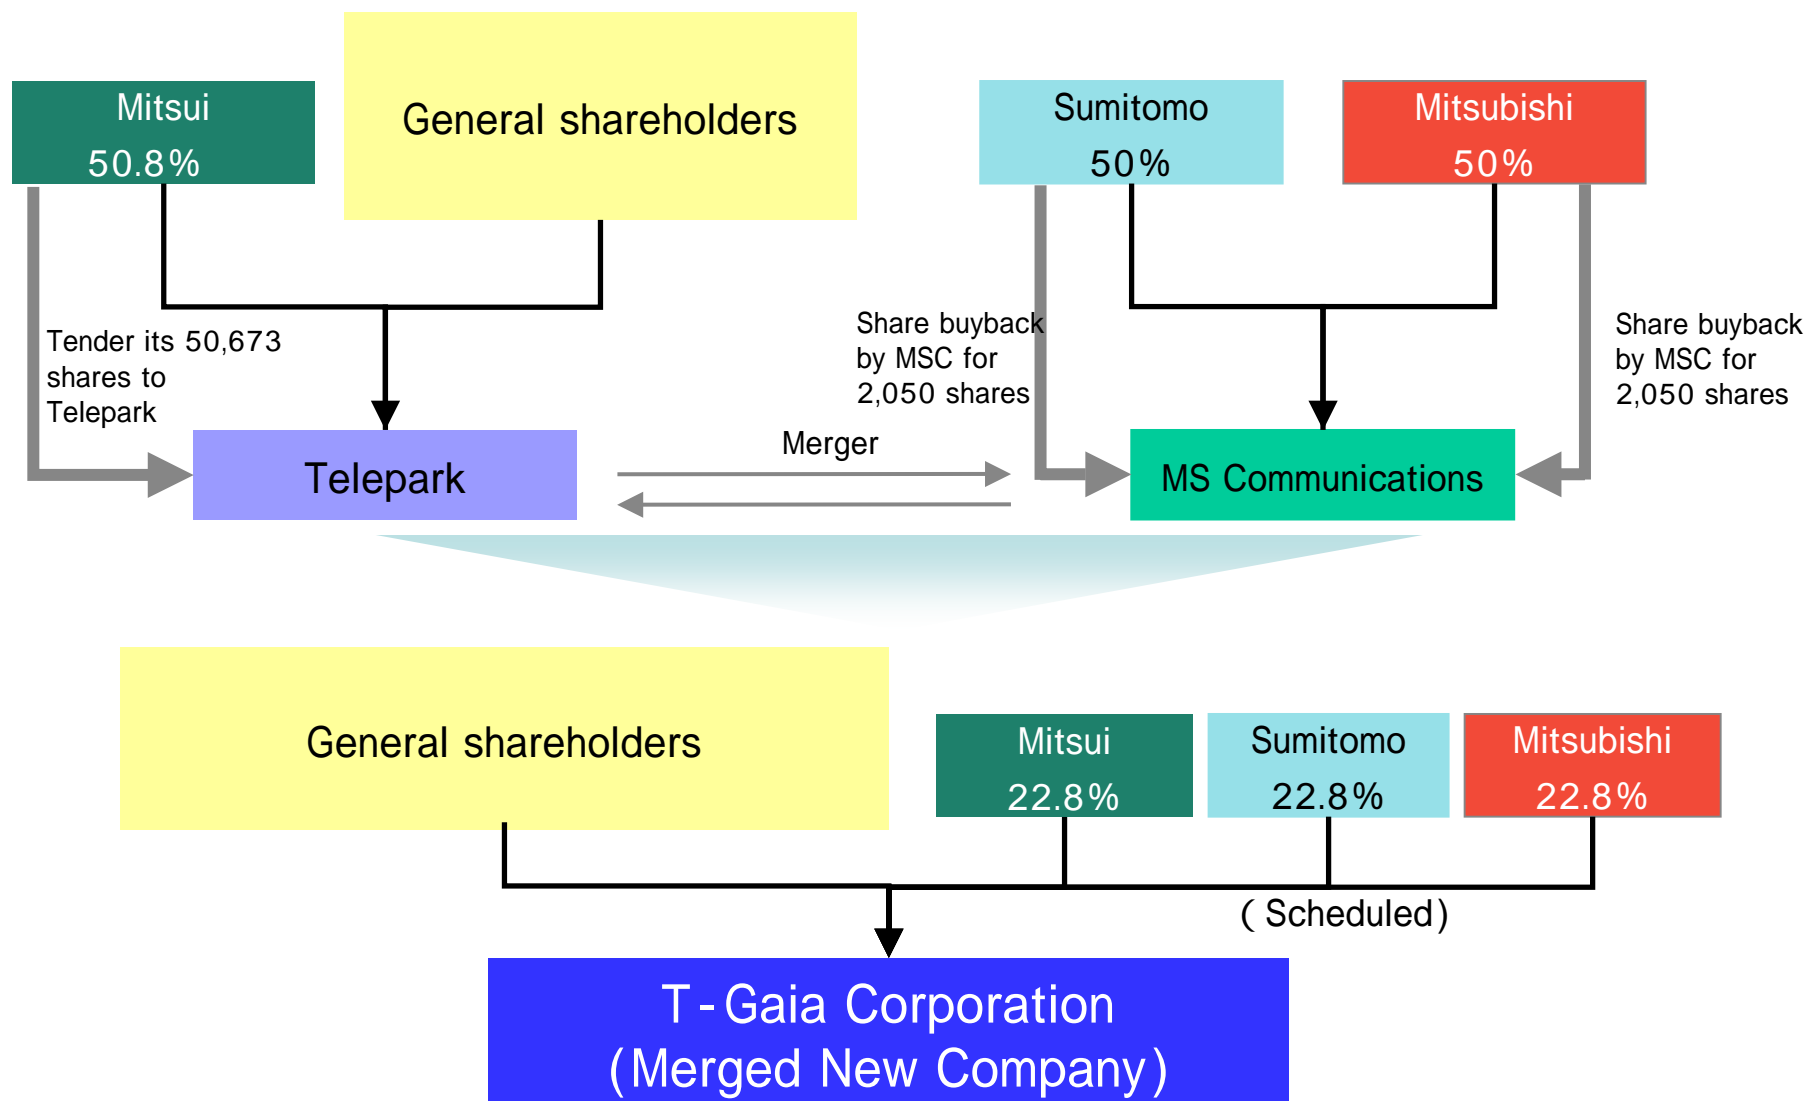 Mitsui
50.8%
General shareholders
Sumitomo
50%
Mitsubishi
50%
Tender its 50,673
shares to
Telepark
Share buyback
by MSC for
2,050 shares
Share buyback
by MSC for
2,050 shares
Telepark
Merger
MS Communications
General shareholders
Mitsui
22.8%
Sumitomo
22.8%
Mitsubishi
22.8%
(Scheduled)
T-Gaia Corporation
(Merged New Company)